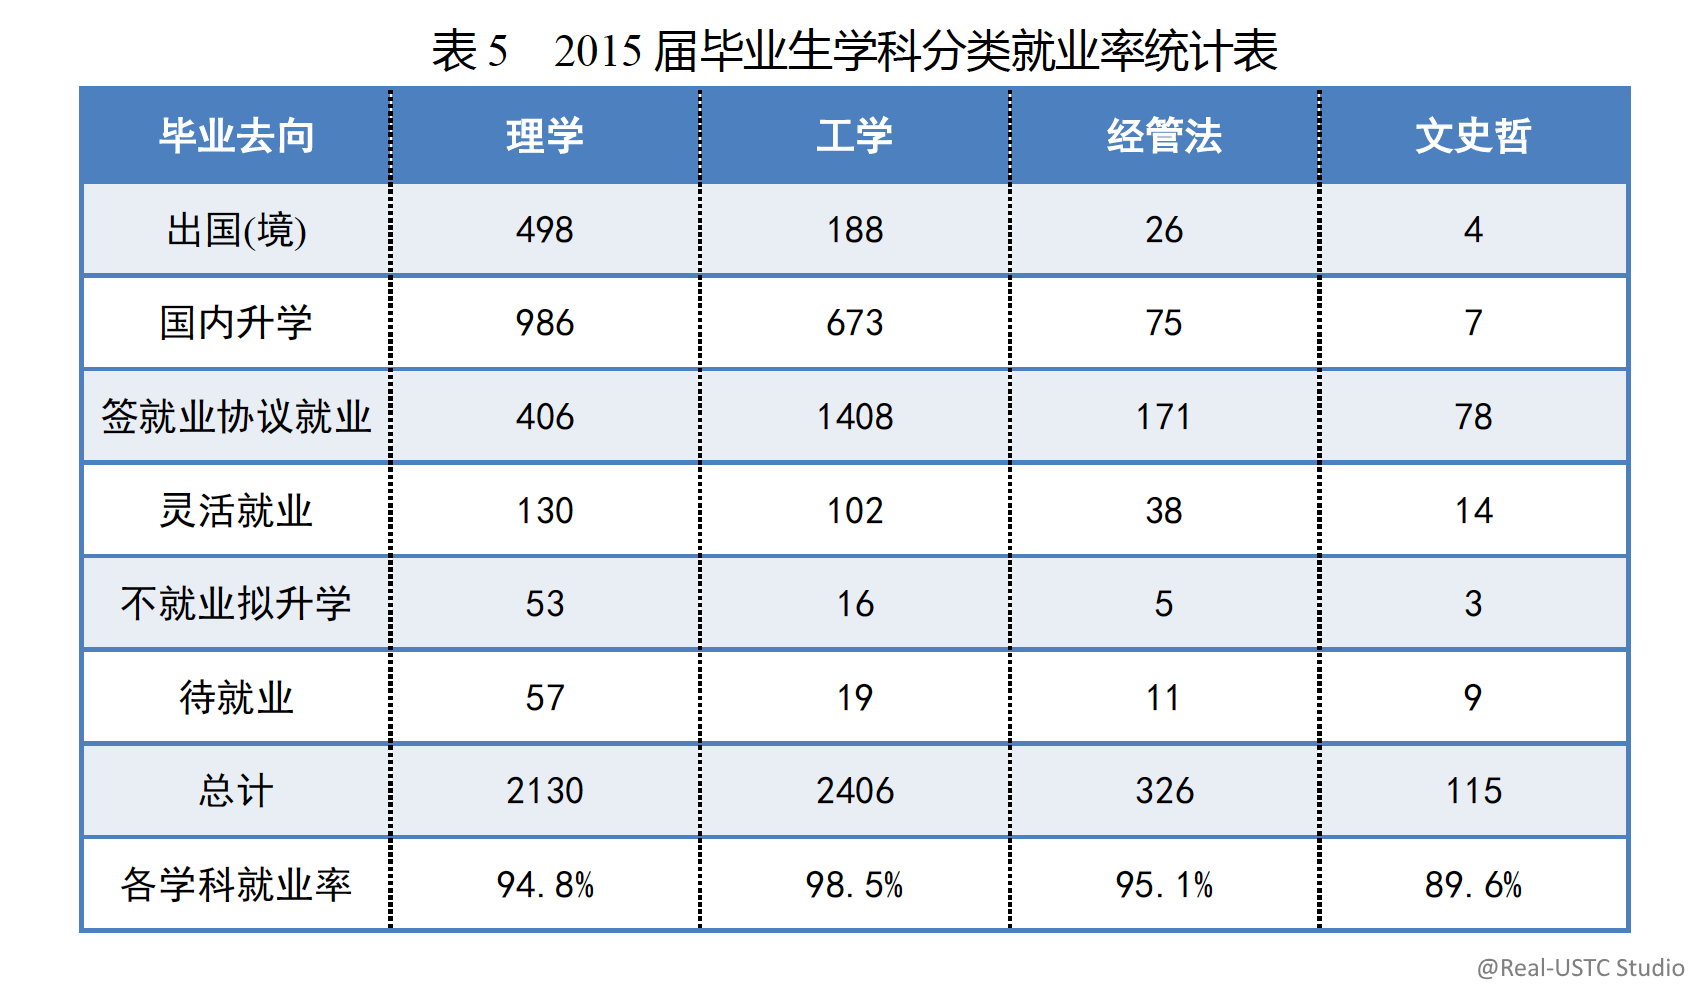 表 5 2015 届毕业生学科分类就业率统计表
毕业去向 理学 工学 经管法 文史哲
出国(境) 498 188 26 4
国内升学 986 673 75 7
签就业协议就业 406 1408 171 78
灵活就业 130 102 38 14
不就业拟升学 53 16 5 3
待就业 57 19 11 9
总计 2130 2406 326 115
各学科就业率 94.8% 98.5% 95.1% 89.6%
@Real-USTC Studio